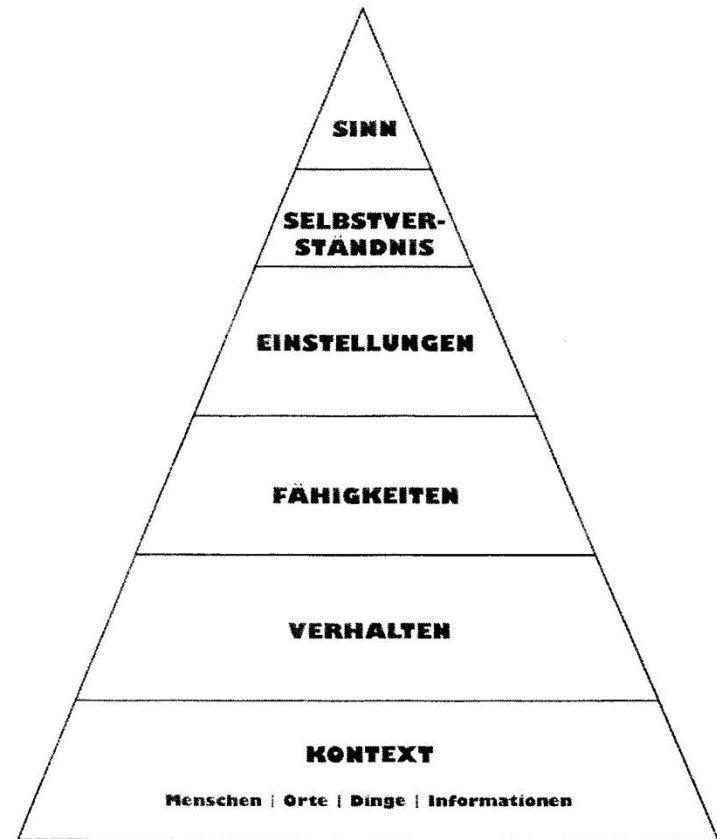 SINN
SELBSTVER-
STÄNDNIS
EINSTELLUNGEN
FÄHIGKEITEN
VERHALTEN
KONTEXT
Menschen | Orte | Dinge | Informationen